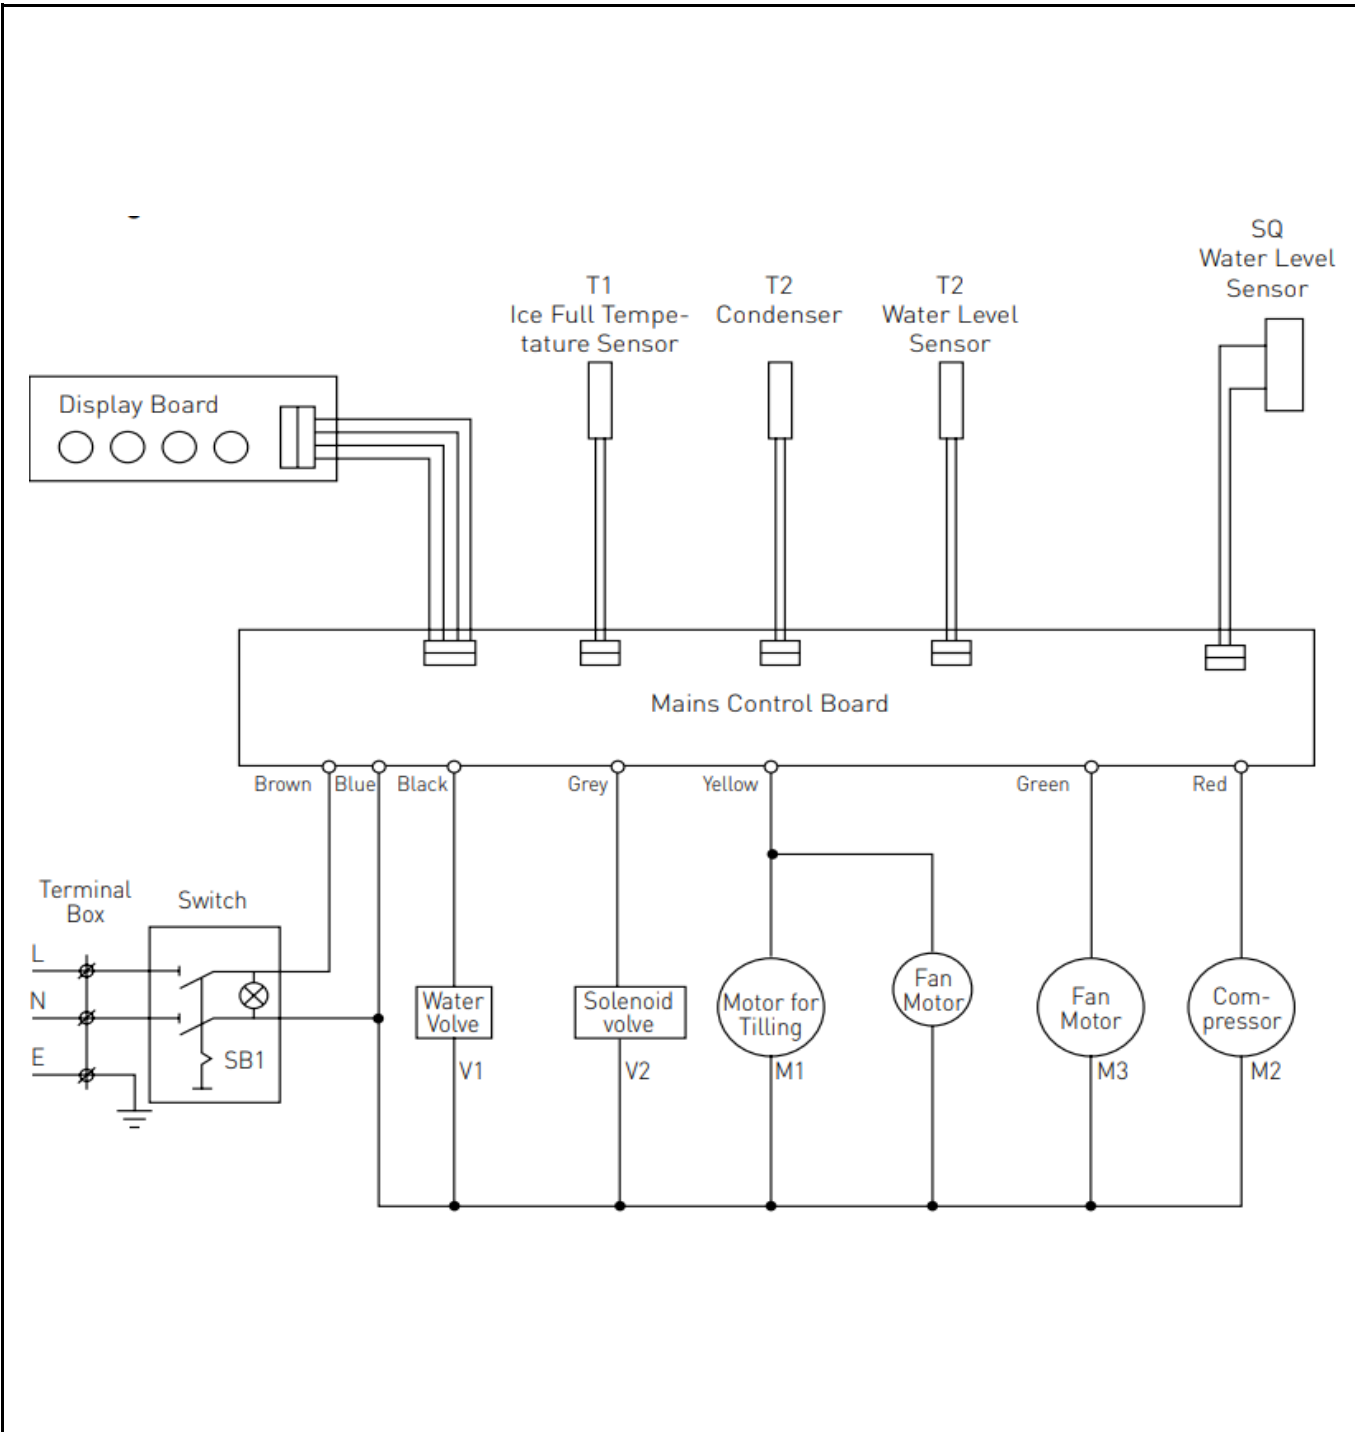 SQ
Water Level
Sensor
T1
Ice Full Tempe-
tature Sensor
T2
Condenser
T2
Water Level
Sensor
Display Board
Mains Control Board
Brown
Blue
Black
Grey
Yellow
Green
Red
Terminal
Box
Switch
L
N
E
SB1
Water
Volve
V1
Solenoid
volve
V2
Motor for
Tilling
M1
Fan
Motor
Fan
Motor
M3
Com-
pressor
M2